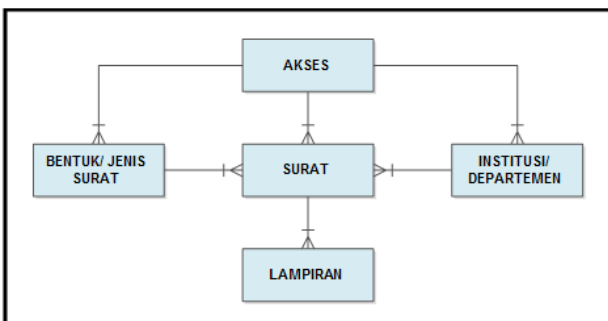 AKSES
BENTUK/ JENIS
SURAT
SURAT
INSTITUSI/
DEPARTEMEN
LAMPIRAN